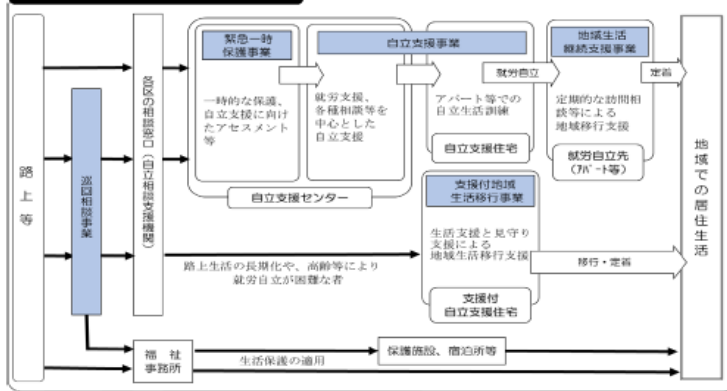 路上等
巡回相談事業
各区の相談窓口（自立相談支援機関）
緊急一時
保護事業
一時的な保護、
自立支援に向け
たアセスメント
等
自立支援事業
就労支援、
各種相談等を
中心とした
自立支援
自立支援センター
アパート等での
自立生活訓練
自立支援住宅
就労自立
地域生活
継続支援事業
定期的な訪問相
談等による
地域移行支援
就労自立先
（アパート等）
定着
支援付地域
生活移行事業
生活支援と見守り
支援による
地域生活移行支援
支援付
自立支援住宅
移行・定着
路上生活の長期化や、高齢等により
就労自立が困難な者
福祉
事務所
生活保護の適用
保護施設、宿泊所等
地域での居住生活